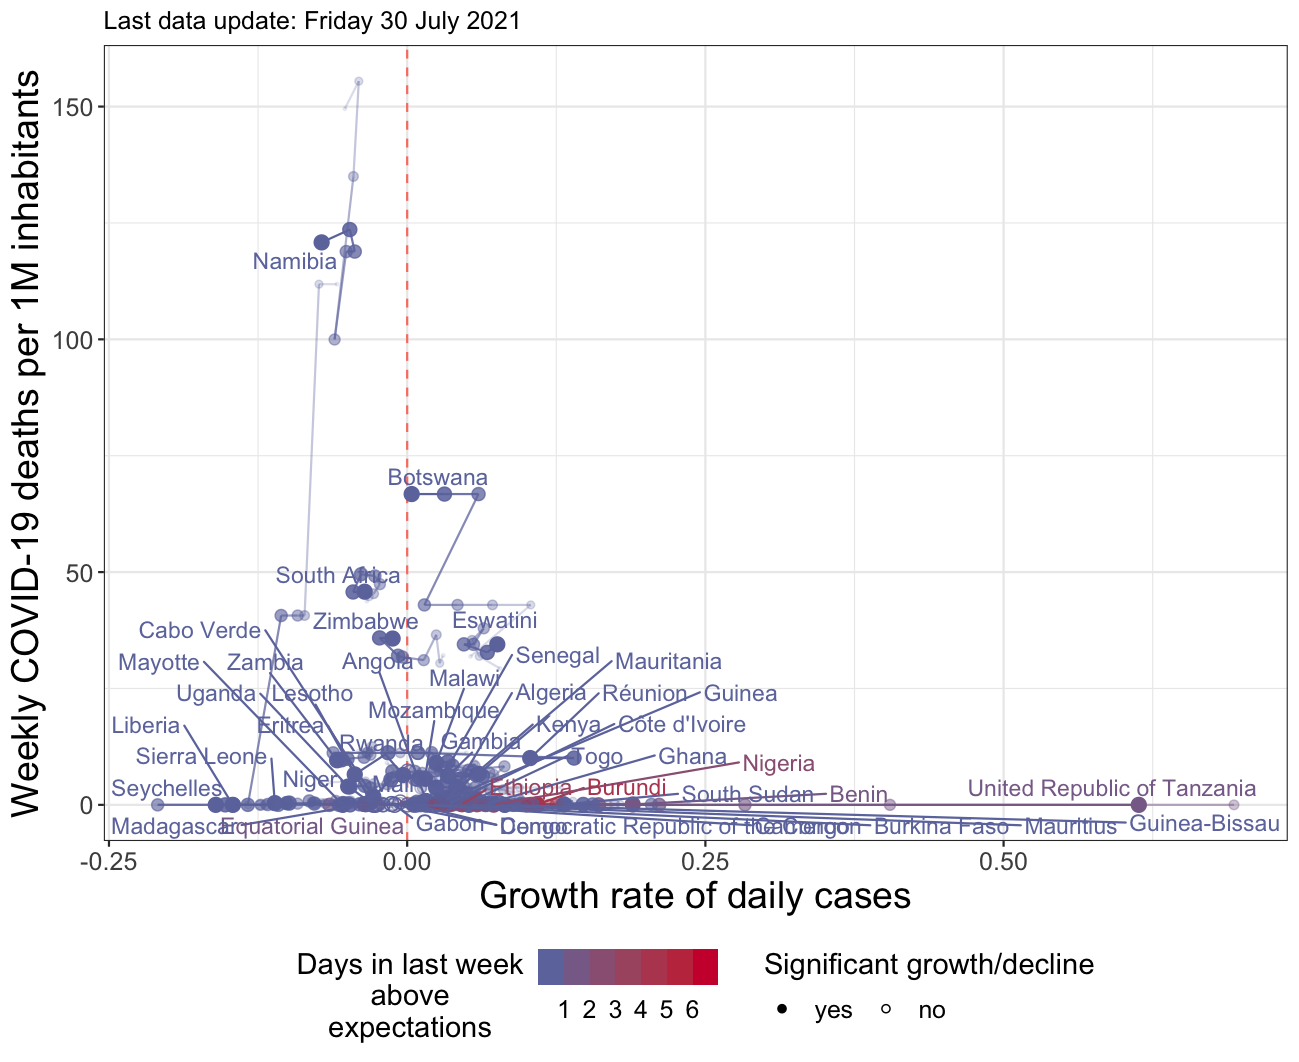 Last data update: Friday 30 July 2021
Weekly COVID-19 deaths per 1M inhabitants
150
100
50
0
Namibia
Botswana
South Africa
Zimbabwe
Eswatini
Cabo Verde
Mayotte
Zambia
Angola
Senegal
Mauritania
Malawi
Uganda
Lesotho
Algeria
Réunion
Guinea
Mozambique
Liberia
Eritrea
Kenya
Côte d'Ivoire
Rwanda
Gambia
Sierra Leone
Togo
Ghana
Nigeria
Niger
Mali
Seychelles
Ethiopia
Burundi
South Sudan
Benin
United Republic of Tanzania
Madagascar
Equatorial Guinea
Gabon
Democratic Republic of the Congo
Burkina Faso
Mauritius
Guinea-Bissau
-0.25
0.00
0.25
0.50
Growth rate of daily cases
Days in last week
above
expectations
1 2 3 4 5 6
Significant growth/decline
yes
no